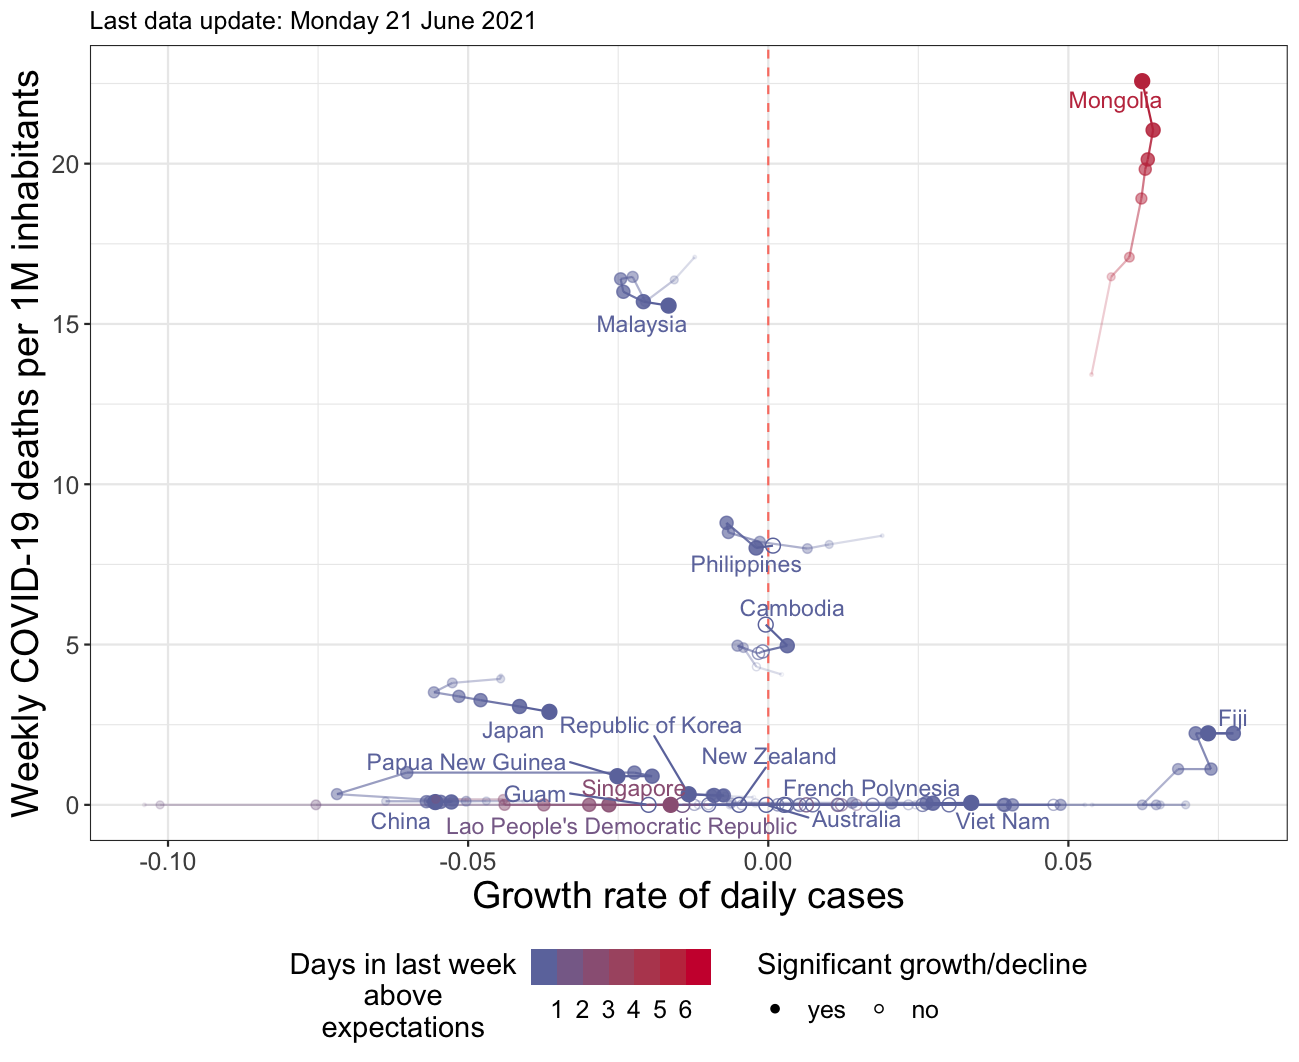 Last data update: Monday 21 June 2021
Weekly COVID-19 deaths per 1M inhabitants
20
15
10
5
0
Mongolia
Malaysia
Philippines
Cambodia
Japan
Republic of Korea
Fiji
Papua New Guinea
New Zealand
Guam
Singapore
French Polynesia
China
Lao People's Democratic Republic
Australia
Viet Nam
-0.10
-0.05
0.00
0.05
Growth rate of daily cases
Days in last week
above
expectations
1 2 3 4 5 6
Significant growth/decline
yes
no